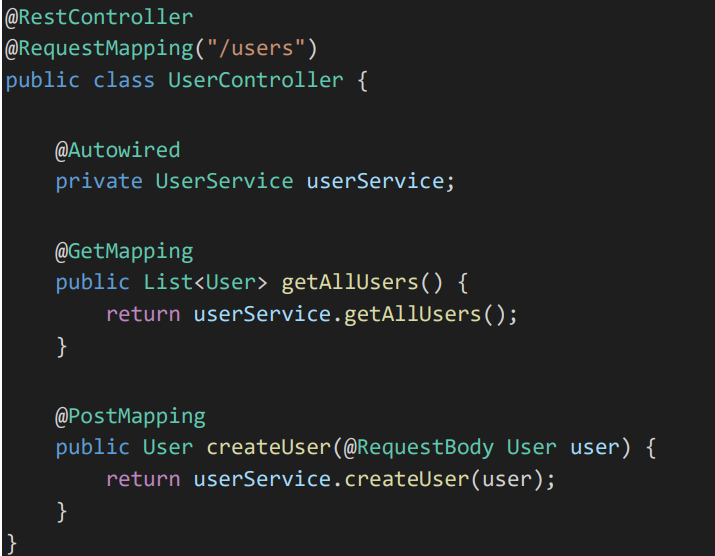 @RestController
@RequestMapping("/users")
public class UserController {
@Autowired
private UserService userService;
@GetMapping
public List<User> getAllUsers() {
return userService.getAllUsers();
}
@PostMapping
public User createUser(@RequestBody User user) {
return userService.createUser(user);
}
}